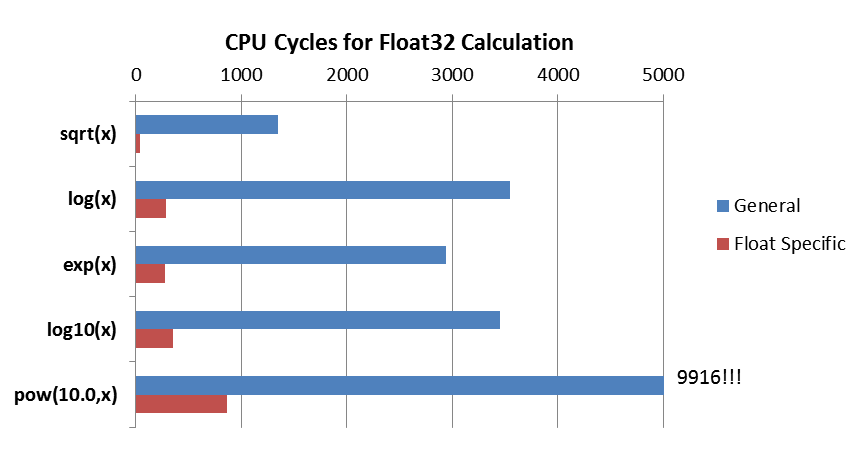 CPU Cycles for Float32 Calculation
0 1000 2000 3000 4000 5000
sqrt(x)
log(x)
General
Float Specific
exp(x)
log10(x)
9916!!!
pow(10.0,x)